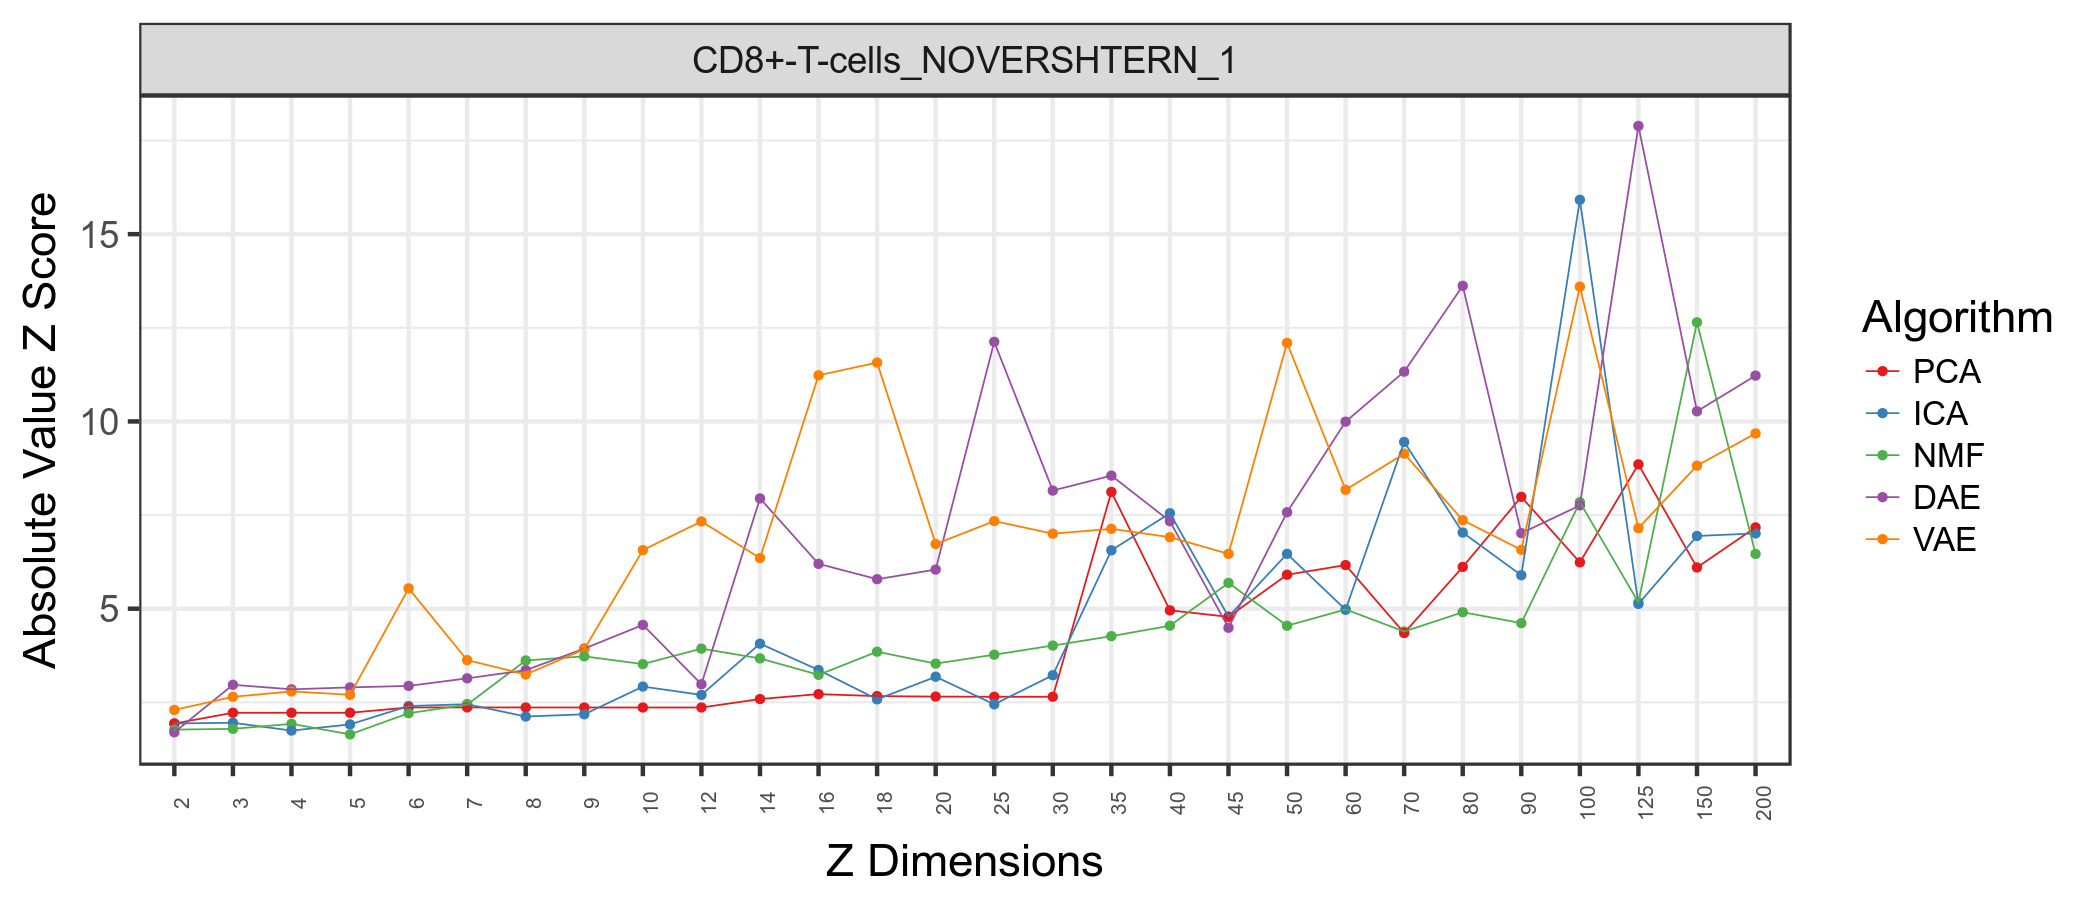 CD8+-T-cells_NOVERSHTERN_1
Absolute Value Z Score
15
10
5
2 3 4 5 6 7 8 9 10 12 14 16 18 20 25 30 35 40 45 50 60 70 80 90 100 125 150 200
Z Dimensions
Algorithm
PCA
ICA
NMF
DAE
VAE